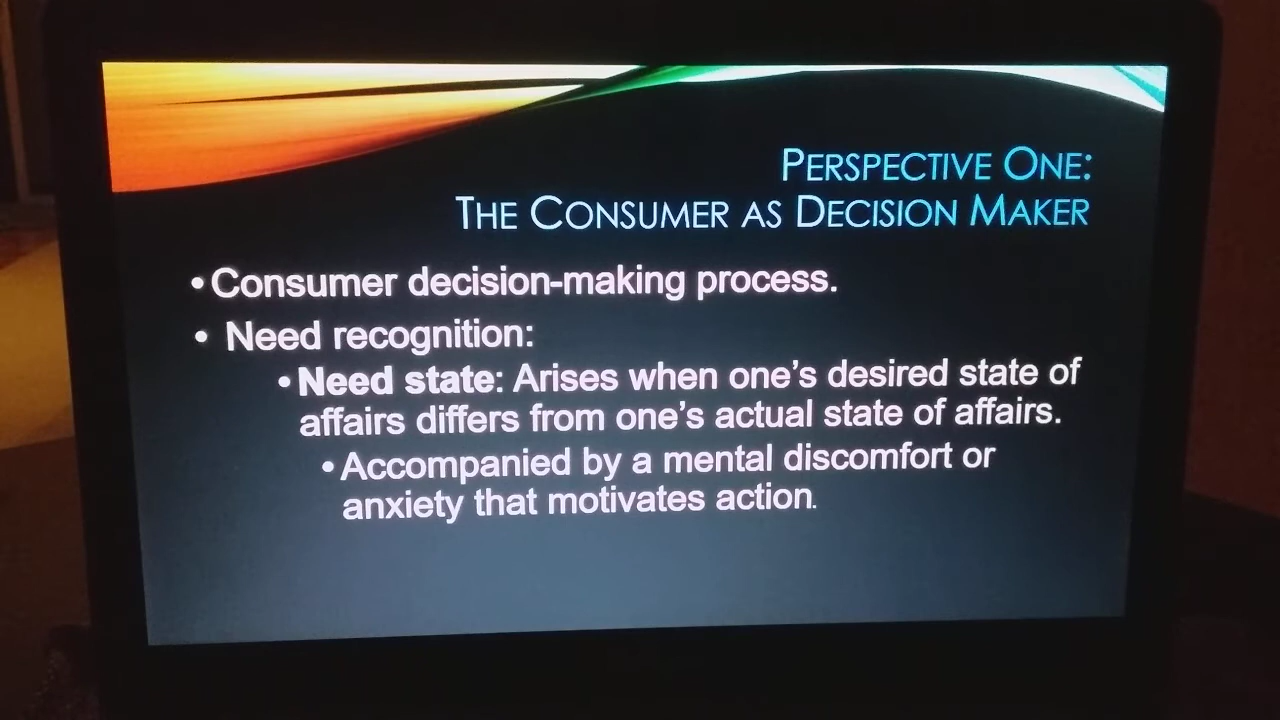 PERSPECTIVE ONE:
THE CONSUMER AS DECISION MAKER
• Consumer decision-making process.
• Need recognition:
• Need state: Arises when one’s desired state of
affairs differs from one’s actual state of affairs.
• Accompanied by a mental discomfort or
anxiety that motivates action.